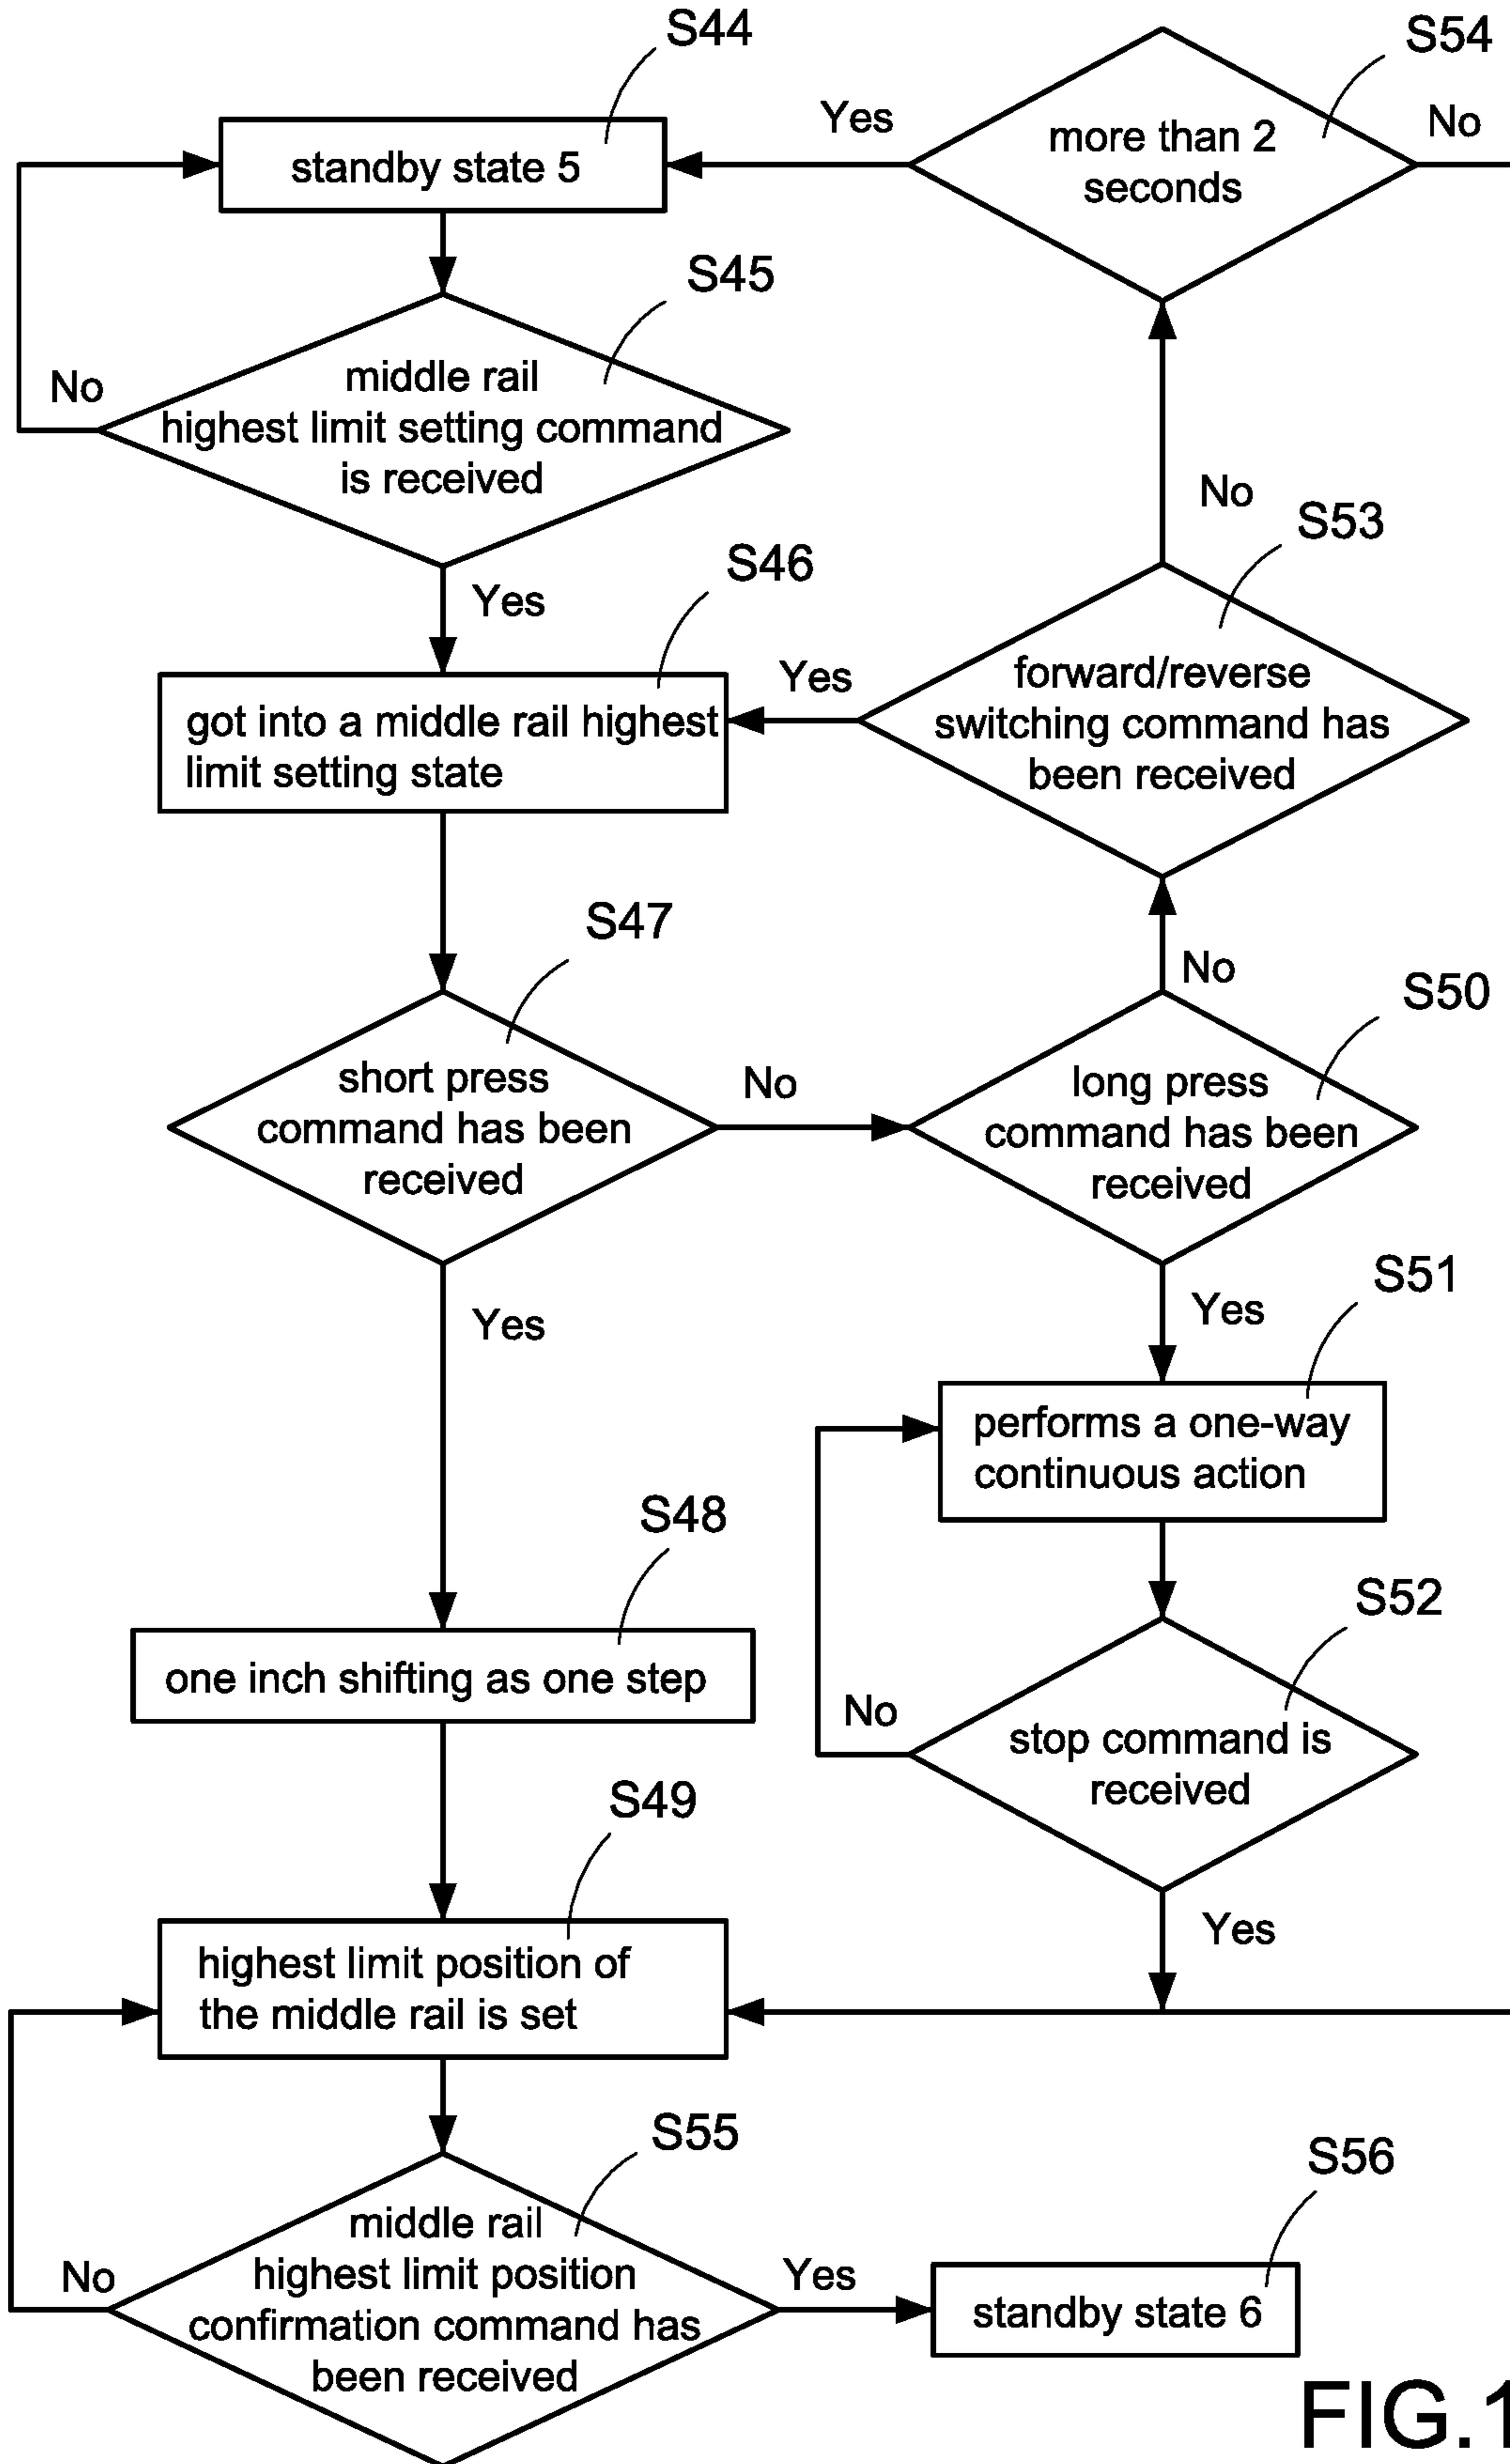 S44
standby state 5
Yes
more than 2
seconds
S54
No
S45
No
middle rail
highest limit setting command
is received
Yes
S46
got into a middle rail highest
limit setting state
Yes
No
S53
forward/reverse
switching command has
been received
S47
short press
command has been
received
No
No
S50
long press
command has been
received
Yes
Yes
S51
performs a one-way
continuous action
S48
one inch shifting as one step
S52
No
stop command is
received
Yes
S49
highest limit position of
the middle rail is set
S55
No
middle rail
highest limit position
confirmation command has
been received
Yes
S56
standby state 6